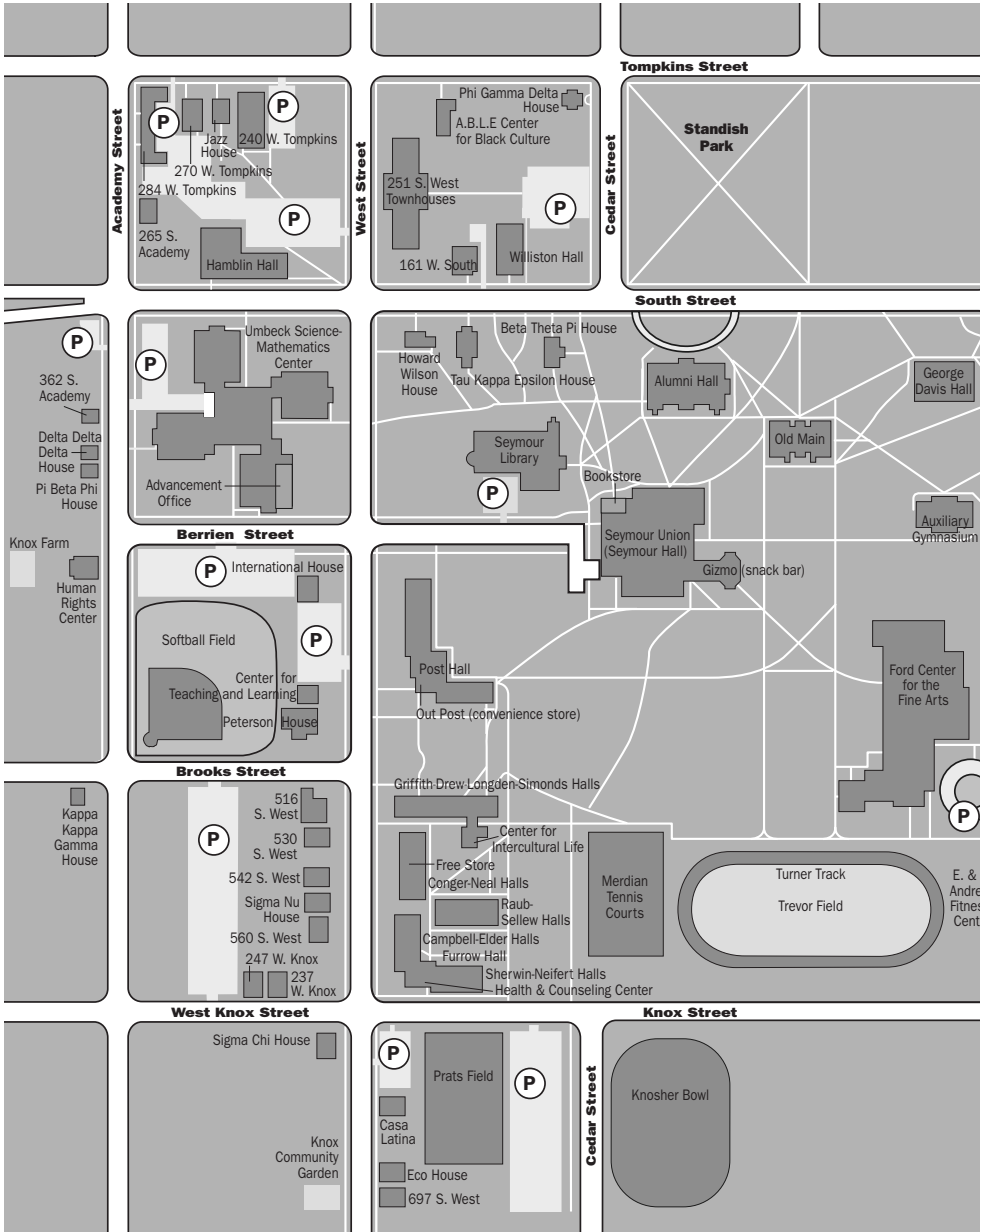 Tompkins Street
Academy Street
West Street
Cedar Street
P
P
Jazz
House
240 W. Tompkins
270 W. Tompkins
284 W. Tompkins
P
265 S.
Academy
Hamblin Hall
Phi Gamma Delta
House
A.B.L.E Center
for Black Culture
251 S. West
Townhouses
P
161 W. South
Williston Hall
Standish
Park
South Street
P
362 S.
Academy
Delta Delta
Delta
House
Pi Beta Phi
House
Knox Farm
Human
Rights
Center
P
Umbeck Science-
Mathematics
Center
Advancement
Office
Howard
Wilson
House
Beta Theta Pi House
Tau Kappa Epsilon House
Alumni Hall
George
Davis Hall
Old Main
Seymour
Library
P
Bookstore
Seymour Union
(Seymour Hall)
Gizmo (snack bar)
Auxiliary
Gymnasium
Berrien Street
P
International House
Softball Field
P
Center for
Teaching and Learning
Peterson House
Post Hall
Out Post (convenience store)
Ford Center
for the
Fine Arts
P
Brooks Street
Kappa
Kappa
Gamma
House
P
516
S. West
530
S. West
542 S. West
Sigma Nu
House
560 S. West
247 W. Knox
237
W. Knox
Griffith-Drew-Longden-Simonds Halls
Center for
Intercultural Life
Free Store
Conger-Neal Halls
Raub-
Sellew Halls
Campbell-Elder Halls
Furrow Hall
Sherwin-Neifert Halls
Health & Counseling Center
Merdian
Tennis
Courts
Turner Track
Trevor Field
E. &
Andre
Fitnes
Cent
West Knox Street
Knox Street
Sigma Chi House
Knox
Community
Garden
P
Prats Field
P
Casa
Latina
Eco House
697 S. West
Cedar Street
Knosher Bowl